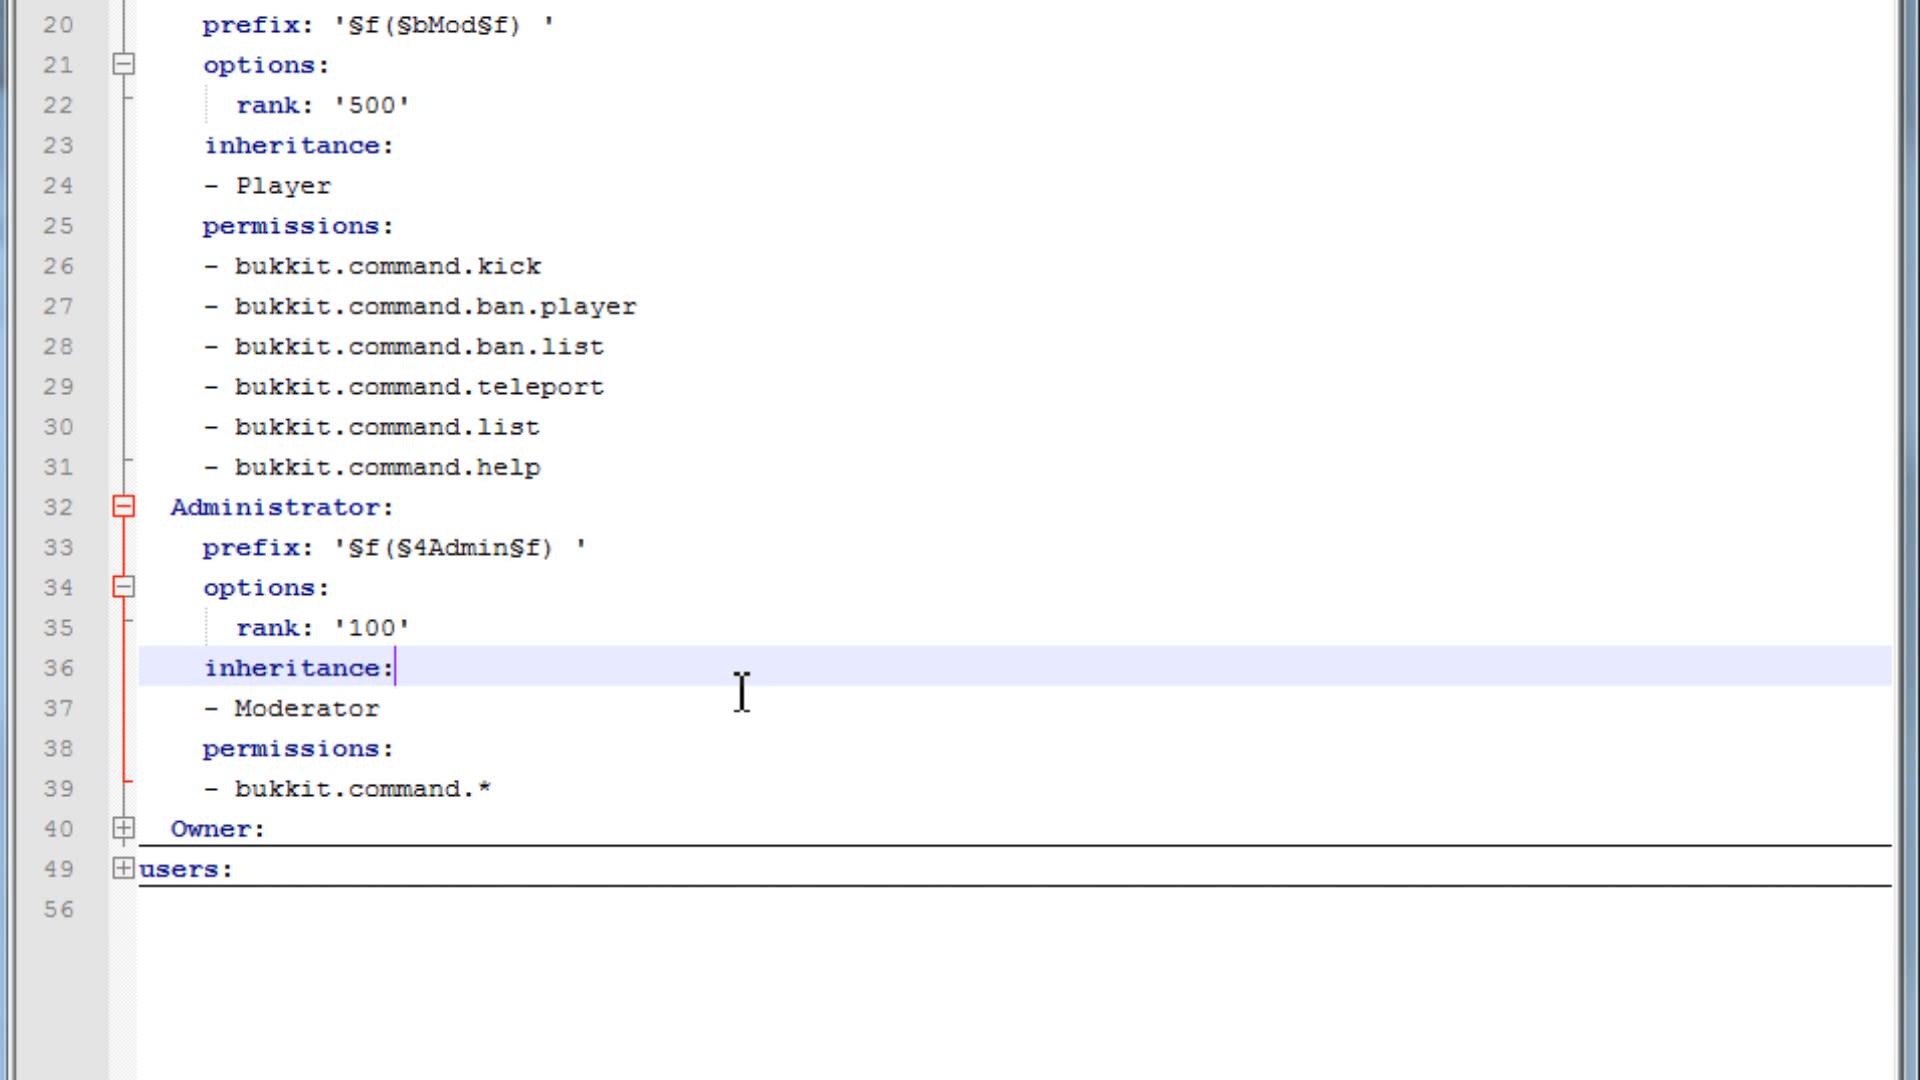 20 prefix: '§f(§bMod§f) '
21 options:
22 rank: '500'
23 inheritance:
24 - Player
25 permissions:
26 - bukkit.command.kick
27 - bukkit.command.ban.player
28 - bukkit.command.ban.list
29 - bukkit.command.teleport
30 - bukkit.command.list
31 - bukkit.command.help
32 Administrator:
33 prefix: '§f(§4Admin§f) '
34 options:
35 rank: '100'
36 inheritance:
37 - Moderator
38 permissions:
39 - bukkit.command.*
40 Owner:
49 users:
56